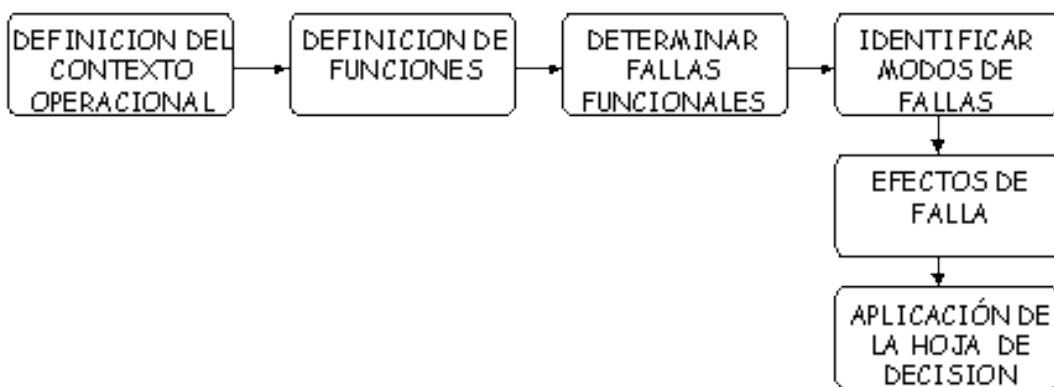 DEFINICION DEL
CONTEXTO
OPERACIONAL
DEFINICION DE
FUNCIONES
DETERMINAR
FALLAS
FUNCIONALES
IDENTIFICAR
MODOS DE
FALLAS
EFECTOS DE
FALLA
APLICACIÓN DE
LA HOJA DE
DECISION